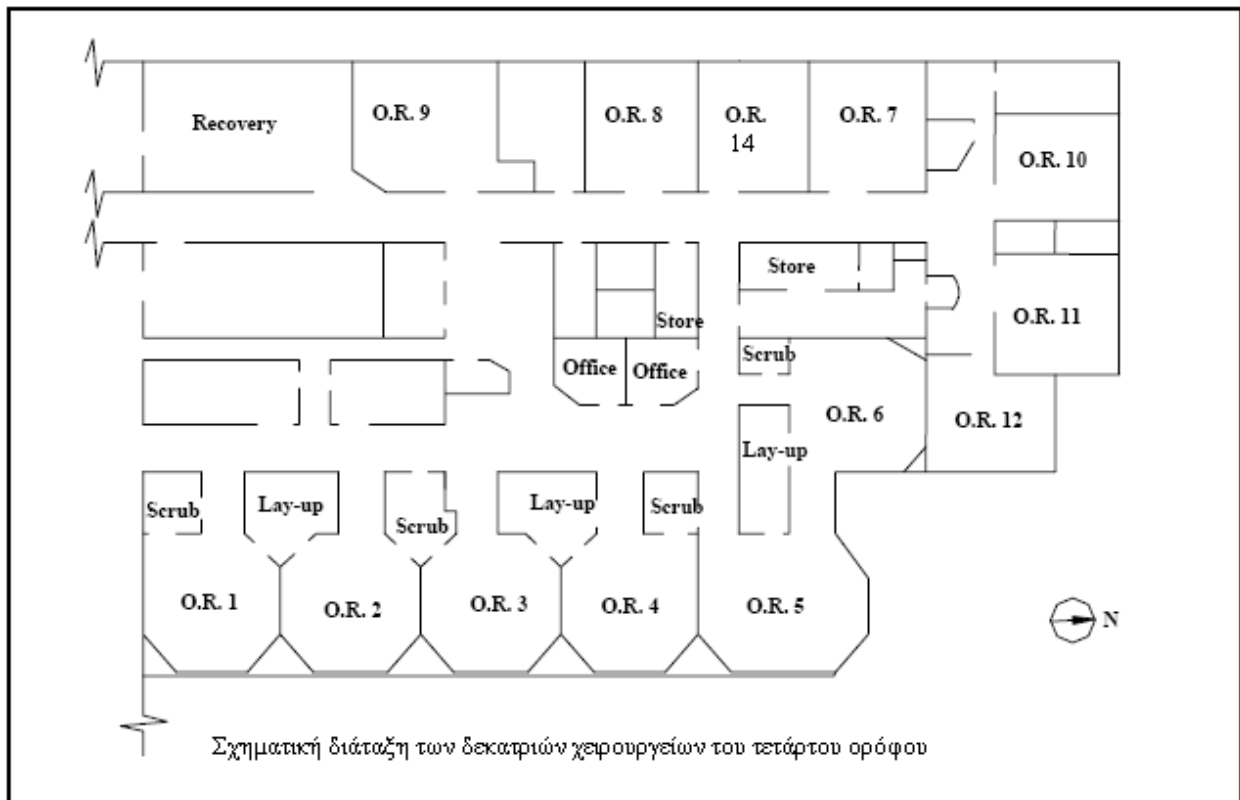 Recovery
O.R. 9
O.R. 8
O.R.
14
O.R. 7
O.R. 10
Store
Store
O.R. 11
Office
Office
Scrub
O.R. 6
O.R. 12
Lay-up
Scrub
Lay-up
Scrub
Lay-up
Scrub
O.R. 1
O.R. 2
O.R. 3
O.R. 4
O.R. 5
N
Σχηματική διάταξη των δεκατριών χειρουργείων του τετάρτου ορόφου